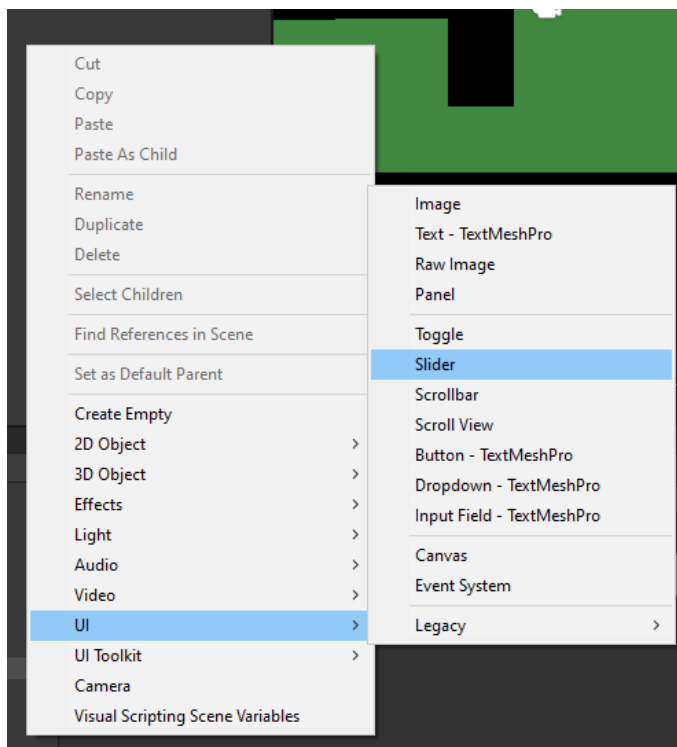 Cut
Copy
Paste
Paste As Child
Rename
Duplicate
Delete
Select Children
Find References in Scene
Set as Default Parent
Create Empty
2D Object
3D Object
Effects
Light
Audio
Video
UI
UI Toolkit
Camera
Visual Scripting Scene Variables
Image
Text - TextMeshPro
Raw Image
Panel
Toggle
Slider
Scrollbar
Scroll View
Button - TextMeshPro
Dropdown - TextMeshPro
Input Field - TextMeshPro
Canvas
Event System
Legacy